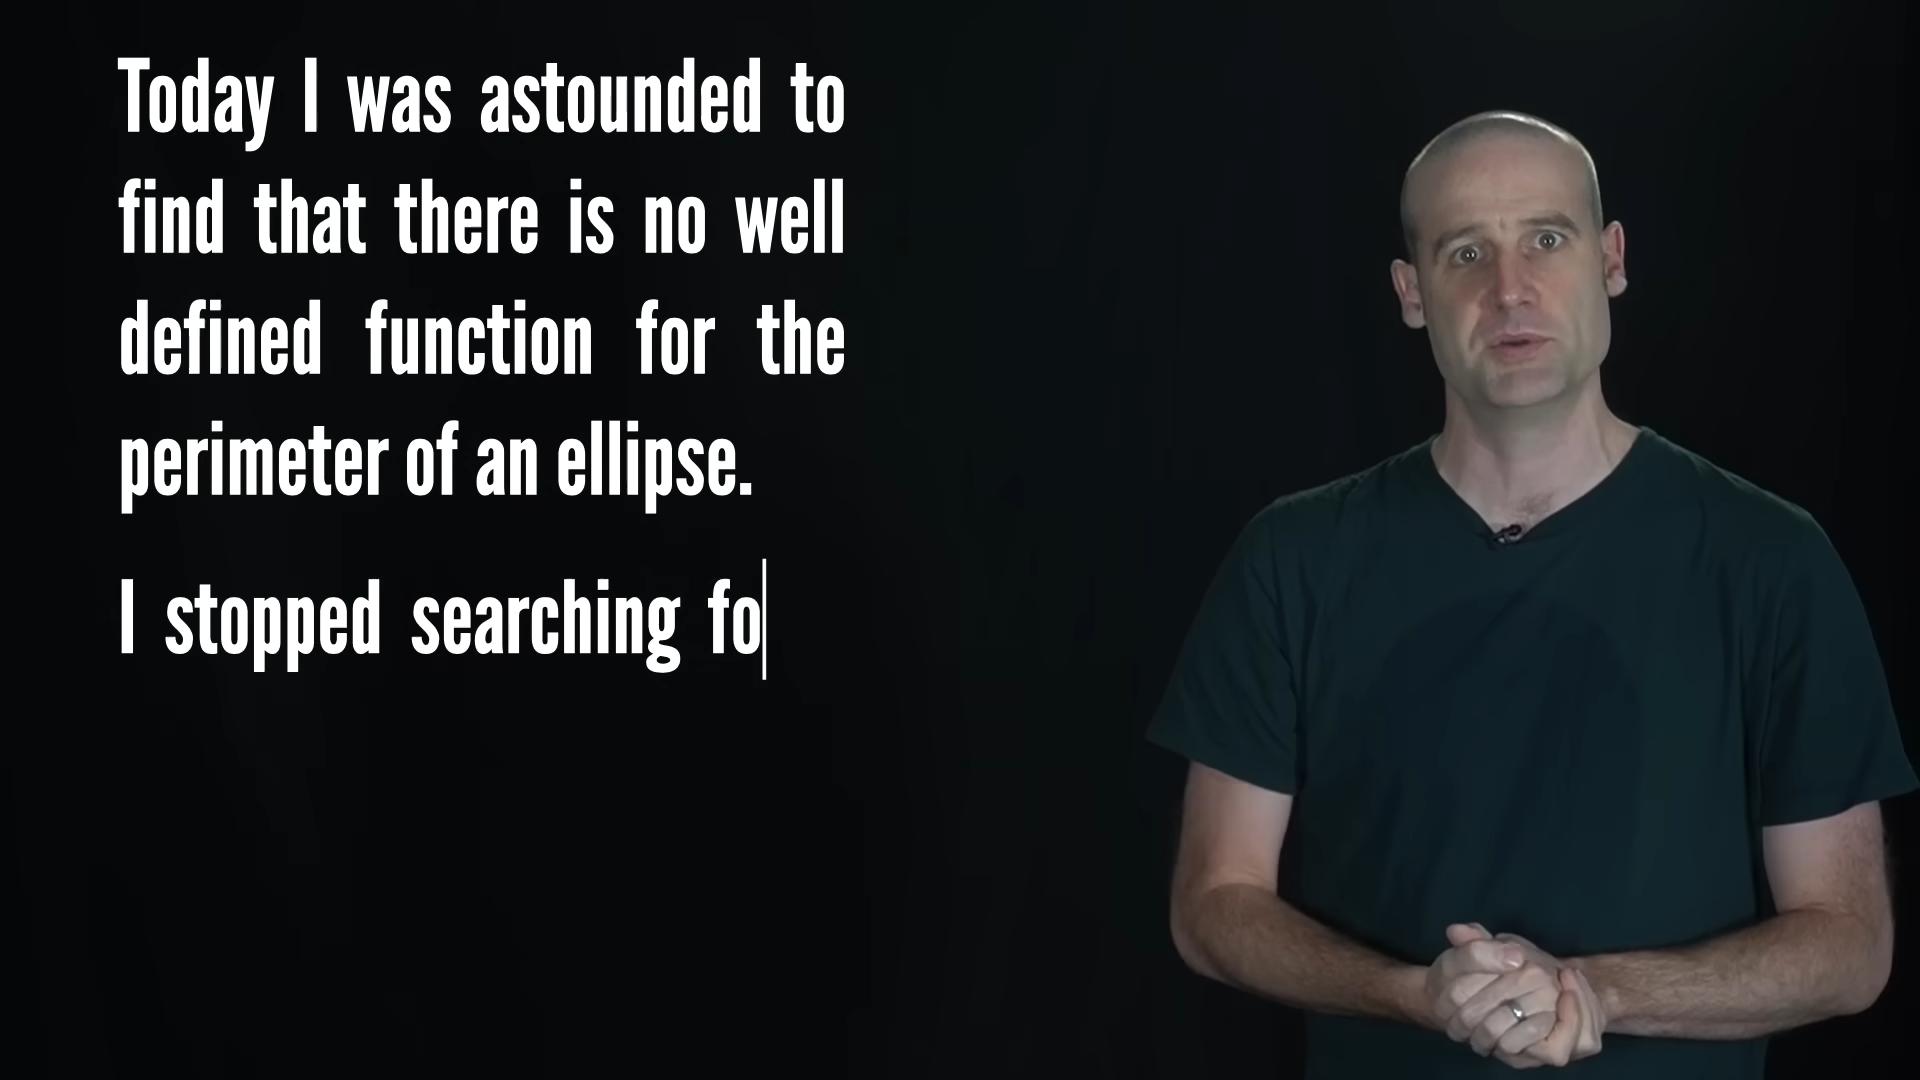 Today I was astounded to
find that there is no well
defined function for the
perimeter of an ellipse.
I stopped searching fo